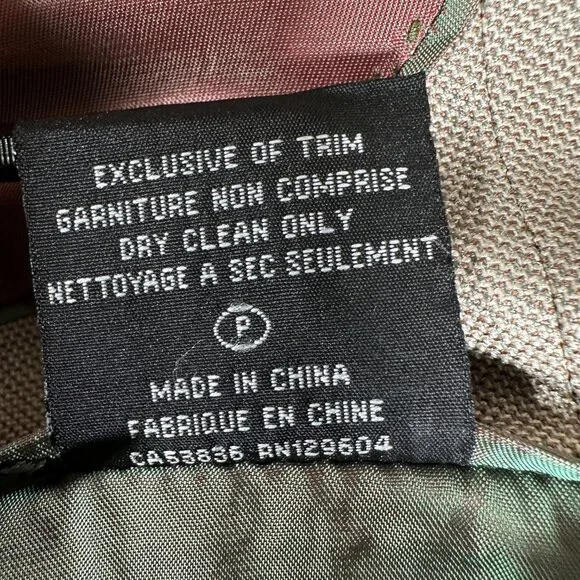 EXCLUSIVE OF TRIM
GARNITURE NON COMPRISE
DRY CLEAN ONLY
NETTOYAGE A SEC SEULEMENT
P
MADE IN CHINA
FABRIQUE EN CHINE
CA53836 RN129604